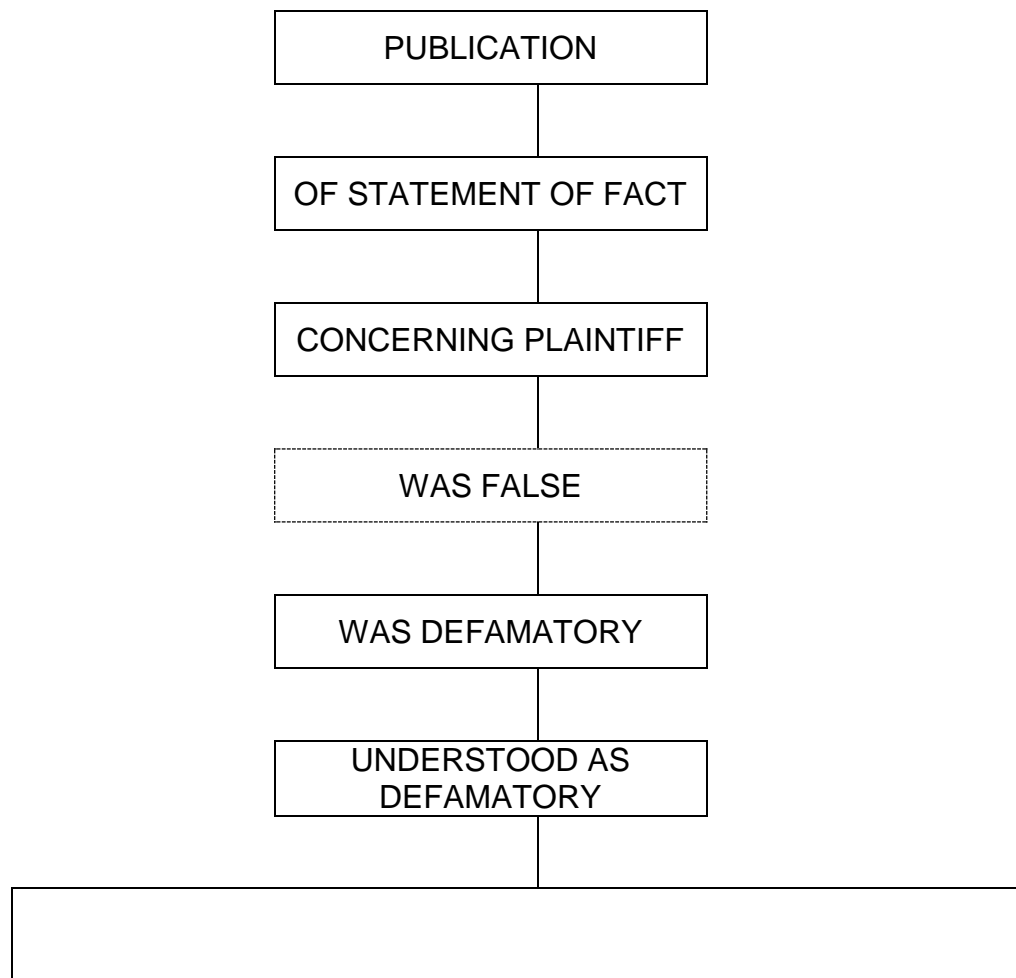 PUBLICATION
OF STATEMENT OF FACT
CONCERNING PLAINTIFF
WAS FALSE
WAS DEFAMATORY
UNDERSTOOD AS
DEFAMATORY